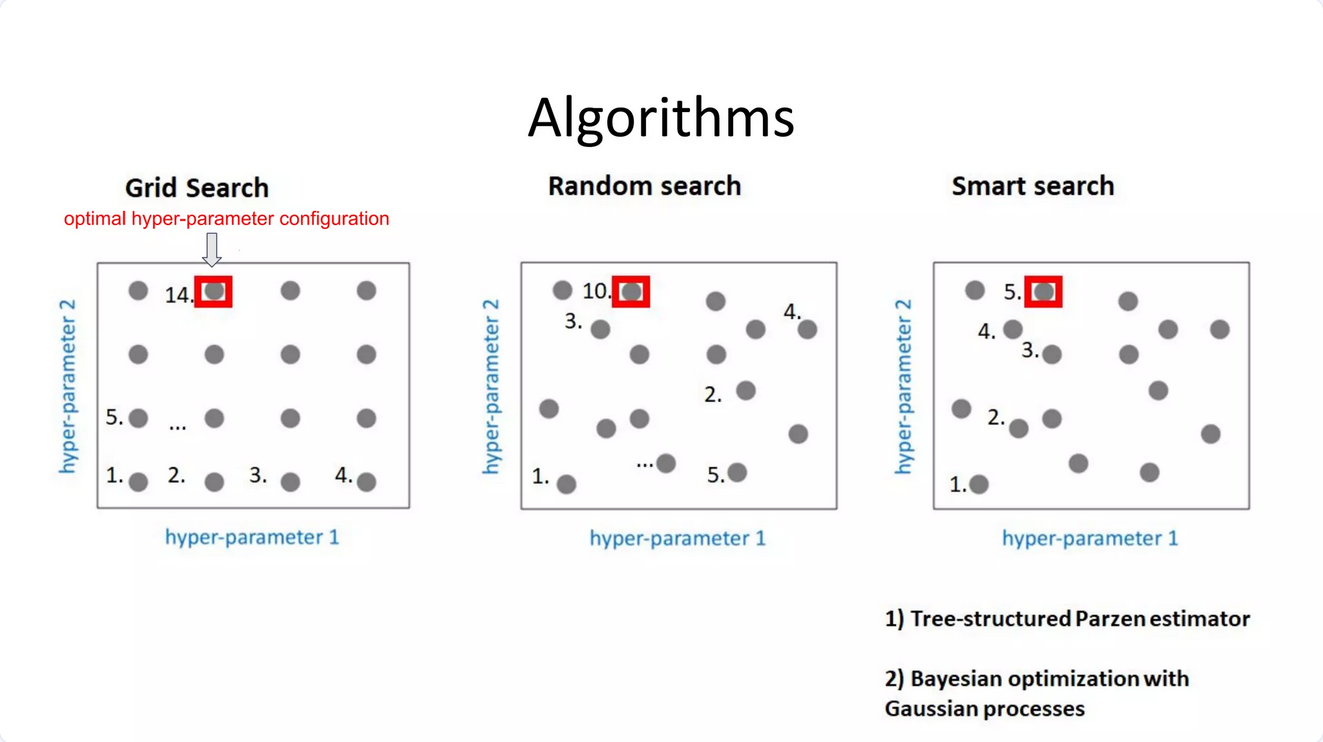 Algorithms
Grid Search
optimal hyper-parameter configuration
14.
5.
...
1. 2. 3. 4.
hyper-parameter 2
hyper-parameter 1
Random search
10.
4.
3.
2.
...
1. 5.
hyper-parameter 2
hyper-parameter 1
Smart search
5.
4.
3.
2.
1.
hyper-parameter 2
hyper-parameter 1
1) Tree-structured Parzen estimator
2) Bayesian optimization with
Gaussian processes